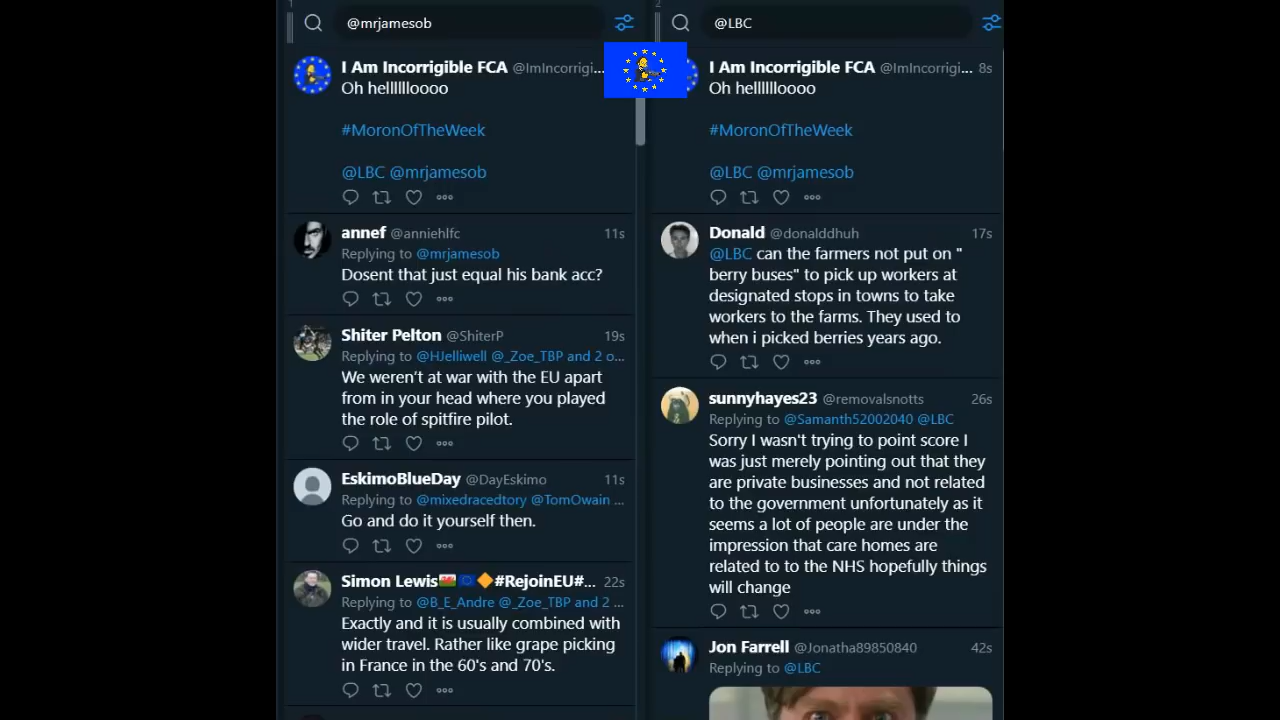 1
@mrjamesob
I Am Incorrigible FCA @ImIncorrigi...
Oh helllllloooo
#MoronOfTheWeek
@LBC @mrjamesob
annef @anniehlfc 11s
Replying to @mrjamesob
Dosent that just equal his bank acc?
Shiter Pelton @ShiterP 19s
Replying to @HJelliwell @_Zoe_TBP and 2 o...
We weren't at war with the EU apart
from in your head where you played
the role of spitfire pilot.
EskimoBlueDay @DayEskimo 11s
Replying to @mixedracedtory @TomOwain ...
Go and do it yourself then.
Simon Lewis🏴󠁧󠁢󠁷󠁬󠁳󠁿🇪🇺🔶#RejoinEU#... 22s
Replying to @B_E_Andre @_Zoe_TBP and 2 ...
Exactly and it is usually combined with
wider travel. Rather like grape picking
in France in the 60's and 70's.
2
@LBC
I Am Incorrigible FCA @ImIncorrigi... 8s
Oh helllllloooo
#MoronOfTheWeek
@LBC @mrjamesob
Donald @donalddhuh 17s
@LBC can the farmers not put on "
berry buses" to pick up workers at
designated stops in towns to take
workers to the farms. They used to
when i picked berries years ago.
sunnyhayes23 @removalsnotts 26s
Replying to @Samanth52002040 @LBC
Sorry I wasn't trying to point score I
was just merely pointing out that they
are private businesses and not related
to the government unfortunately as it
seems a lot of people are under the
impression that care homes are
related to to the NHS hopefully things
will change
Jon Farrell @Jonatha89850840 42s
Replying to @LBC